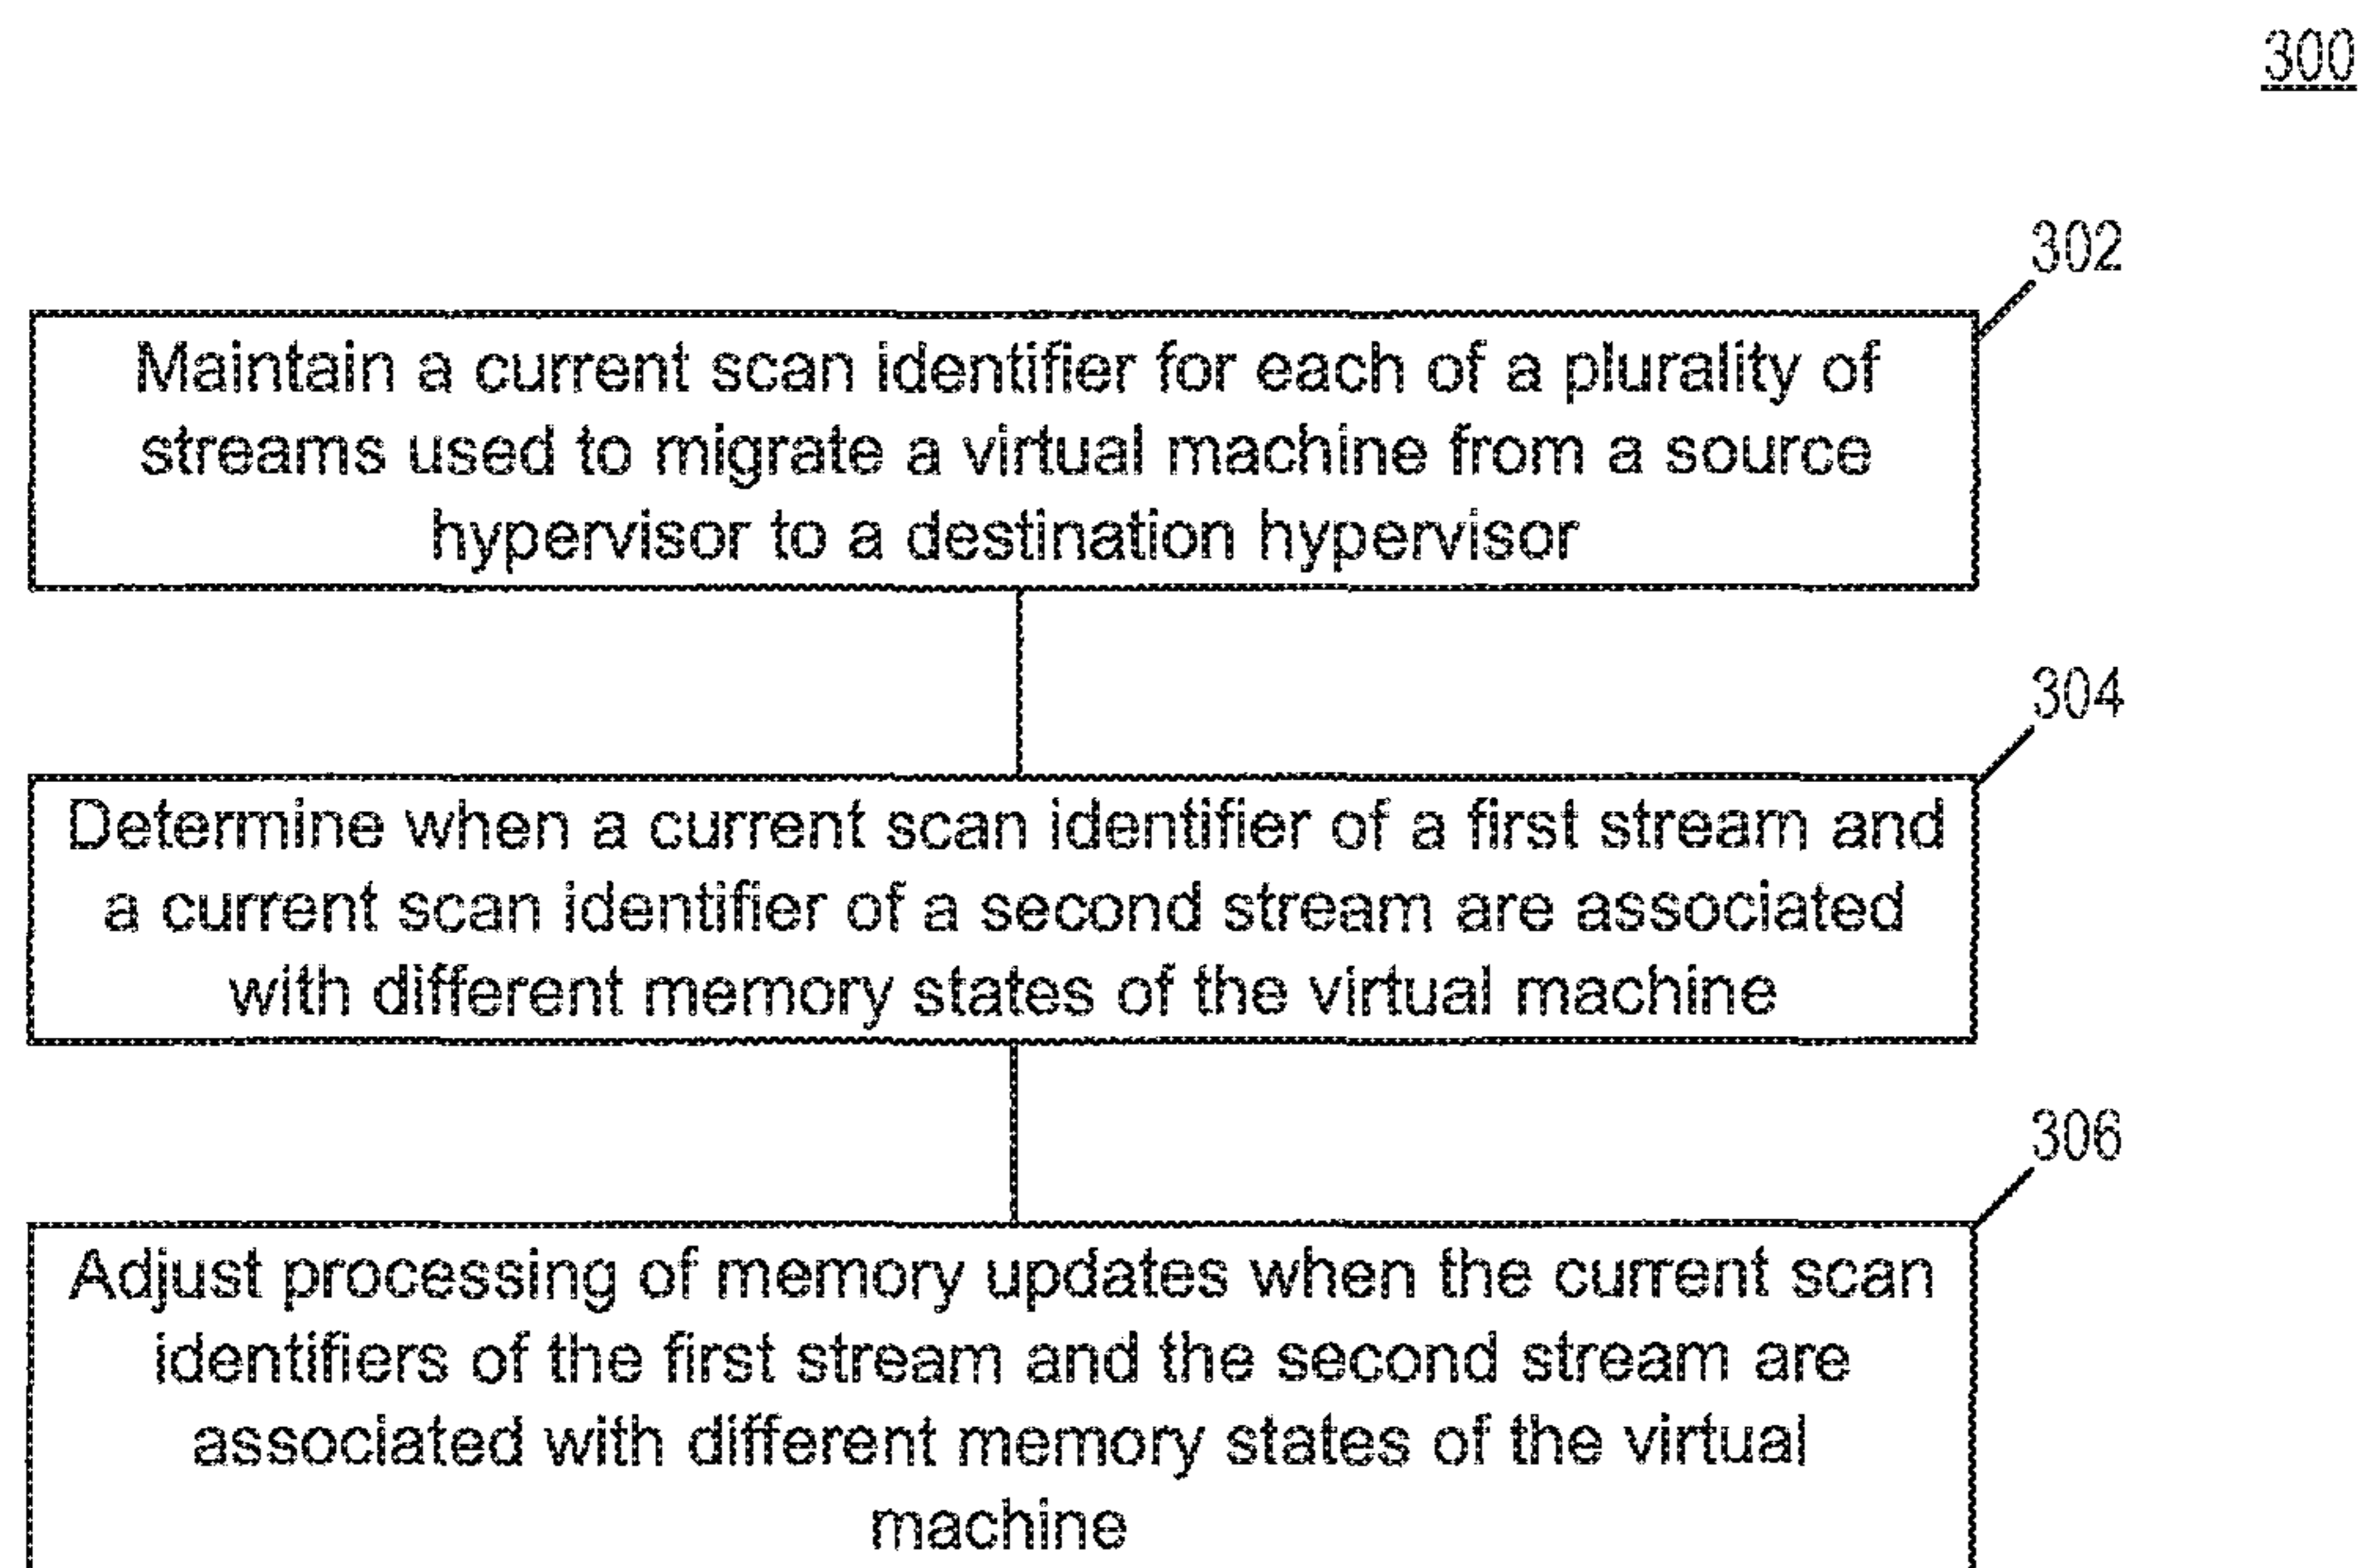 300
302
Maintain a current scan identifier for each of a plurality of
streams used to migrate a virtual machine from a source
hypervisor to a destination hypervisor
304
Determine when a current scan identifier of a first stream and
a current scan identifier of a second stream are associated
with different memory states of the virtual machine
306
Adjust processing of memory updates when the current scan
identifiers of the first stream and the second stream are
associated with different memory states of the virtual
machine